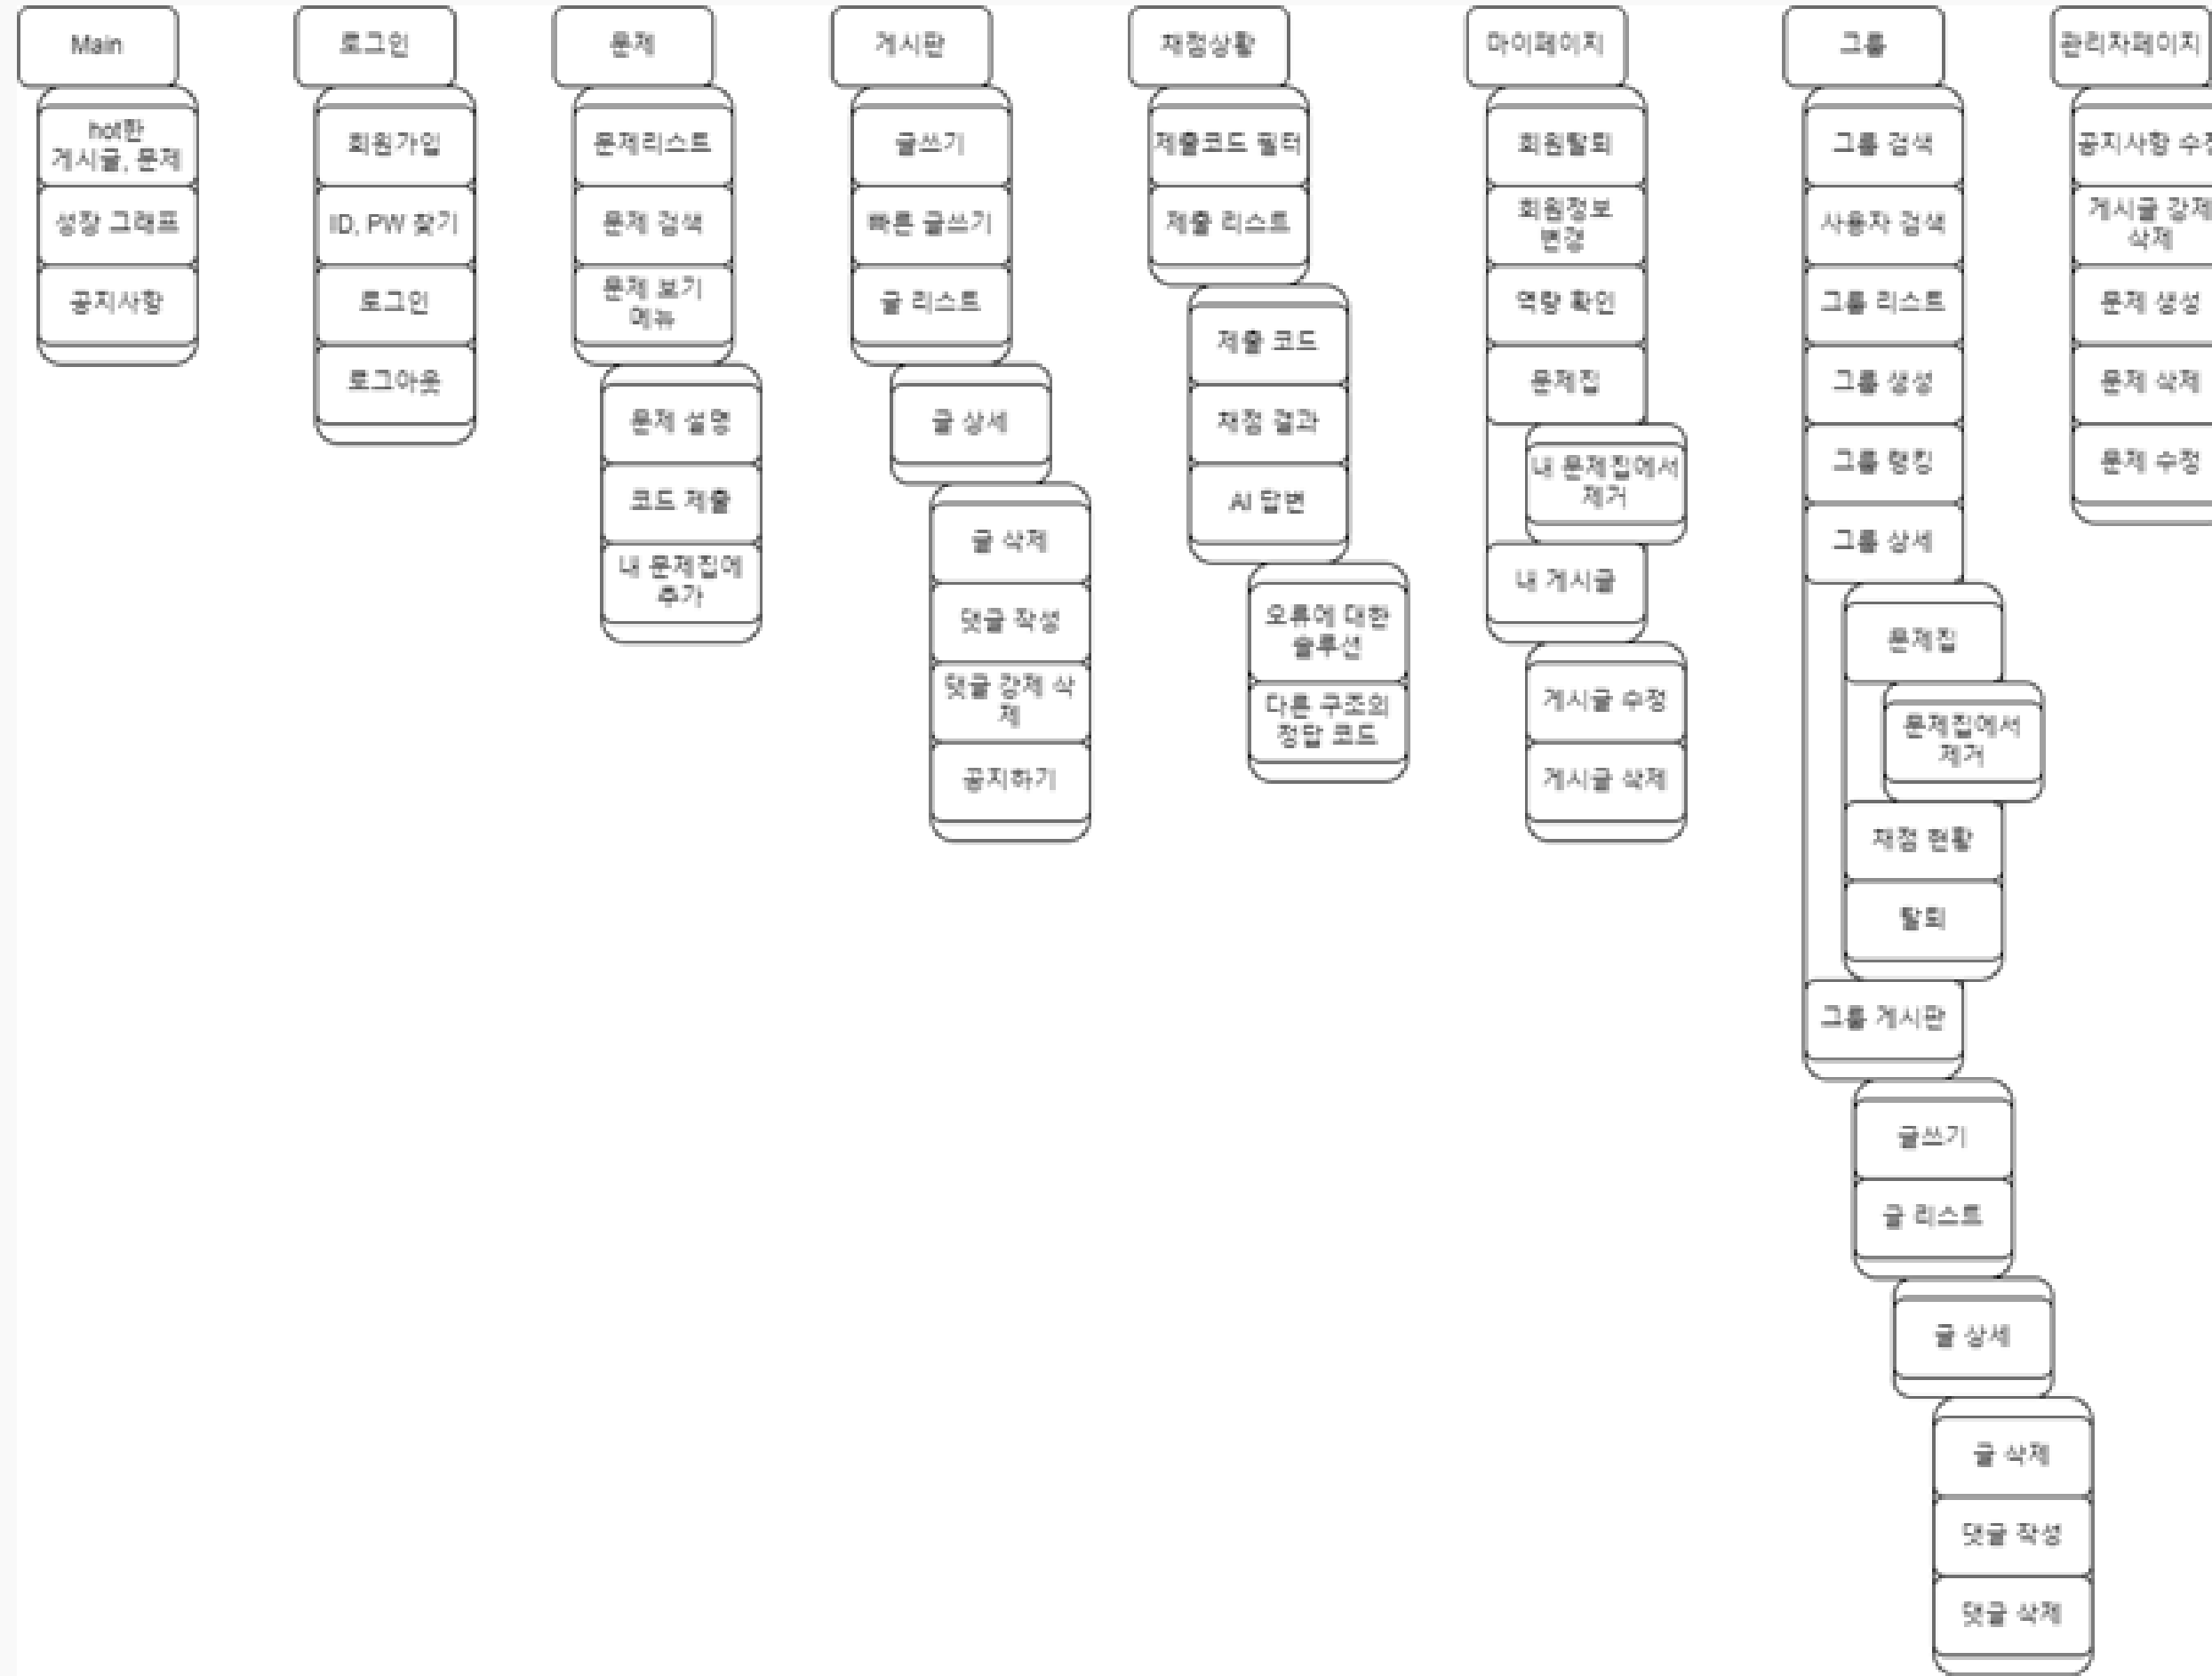 Main
hot한
게시글, 문제
성장 그래프
공지사항
로그인
회원가입
ID, PW 찾기
로그인
로그아웃
문제
문제리스트
문제 검색
문제 보기
메뉴
문제 설명
코드 제출
내 문제집에
추가
게시판
글쓰기
빠른 글쓰기
글 리스트
글 상세
글 삭제
댓글 작성
댓글 강제 삭
제
공지하기
채점상황
제출코드 필터
제출 리스트
제출 코드
채점 결과
AI 답변
오류에 대한
솔루션
다른 구조의
정답 코드
마이페이지
회원탈퇴
회원정보
변경
역량 확인
문제집
내 문제집에서
제거
내 게시글
게시글 수정
게시글 삭제
그룹
그룹 검색
사용자 검색
그룹 리스트
그룹 생성
그룹 랭킹
그룹 상세
문제집
문제집에서
제거
채점 현황
탈퇴
그룹 게시판
글쓰기
글 리스트
글 상세
글 삭제
댓글 작성
댓글 삭제
관리자페이지
공지사항 수정
게시글 강제
삭제
문제 생성
문제 삭제
문제 수정